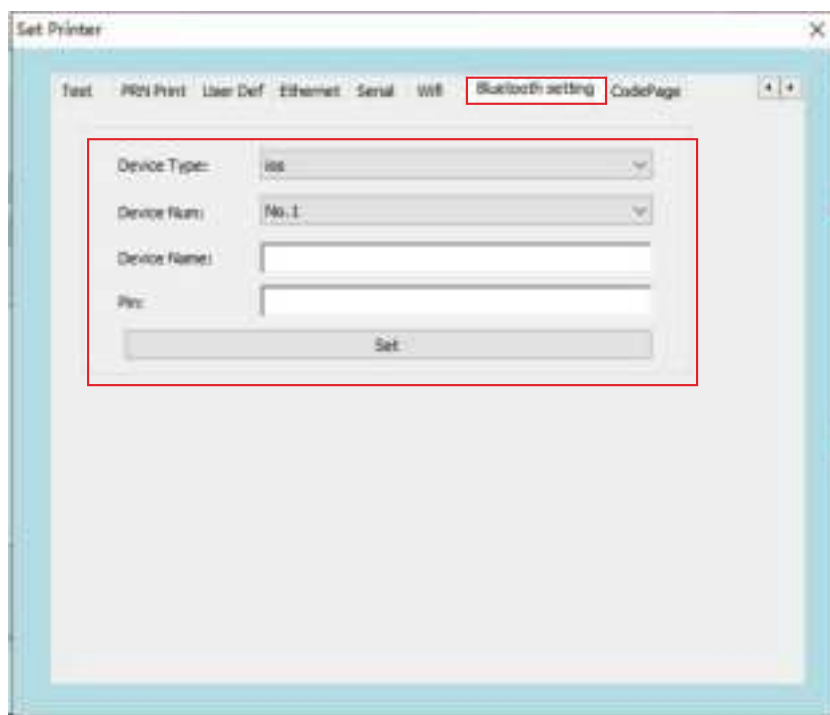 Set Printer
Test PRN Print User Def Ethernet Serial Wifi Bluetooth setting CodePage
Device Type: ios
Device Num: No.1
Device Name:
Pin:
Set